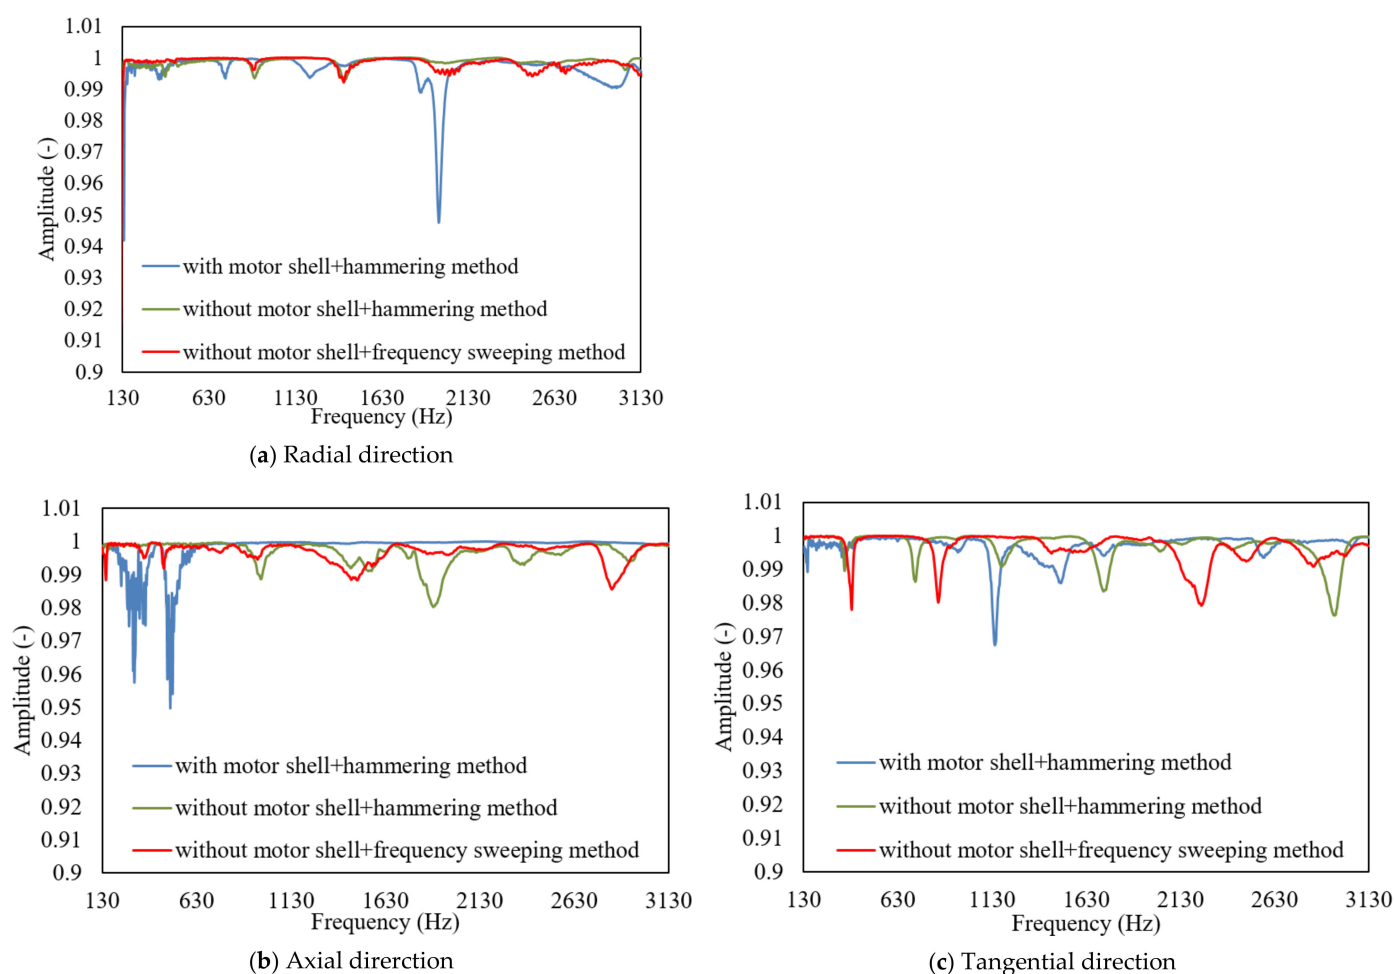 1.01
1
0.99
0.98
0.97
0.96
0.95
0.94
0.93
0.92
0.91
0.9
Amplitude (-)
with motor shell+hammering method
without motor shell+hammering method
without motor shell+frequency sweeping method
130 630 1130 1630 2130 2630 3130
Frequency (Hz)
(a) Radial direction
1.01
1
0.99
0.98
0.97
0.96
0.95
0.94
0.93
0.92
0.91
0.9
Amplitude (-)
with motor shell+hammering method
without motor shell+hammering method
without motor shell+frequency sweeping method
130 630 1130 1630 2130 2630 3130
Frequency (Hz)
(b) Axial direrction
1.01
1
0.99
0.98
0.97
0.96
0.95
0.94
0.93
0.92
0.91
0.9
Amplitude (-)
with motor shell+hammering method
without motor shell+hammering method
without motor shell+frequency sweeping method
130 630 1130 1630 2130 2630 3130
Frequency (Hz)
(c) Tangential direction